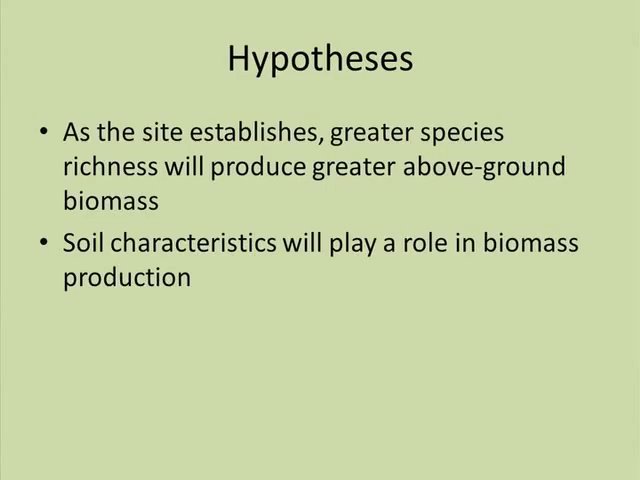 Hypotheses
• As the site establishes, greater species
richness will produce greater above-ground
biomass
• Soil characteristics will play a role in biomass
production